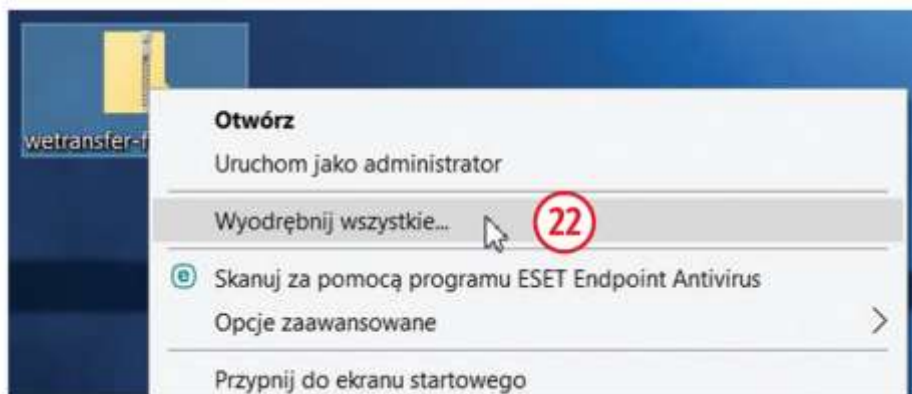 wetransfer-f
Otwórz
Uruchom jako administrator
Wyodrębnij wszystkie...
22
Skanuj za pomocą programu ESET Endpoint Antivirus
Opcje zaawansowane
Przypnij do ekranu startowego